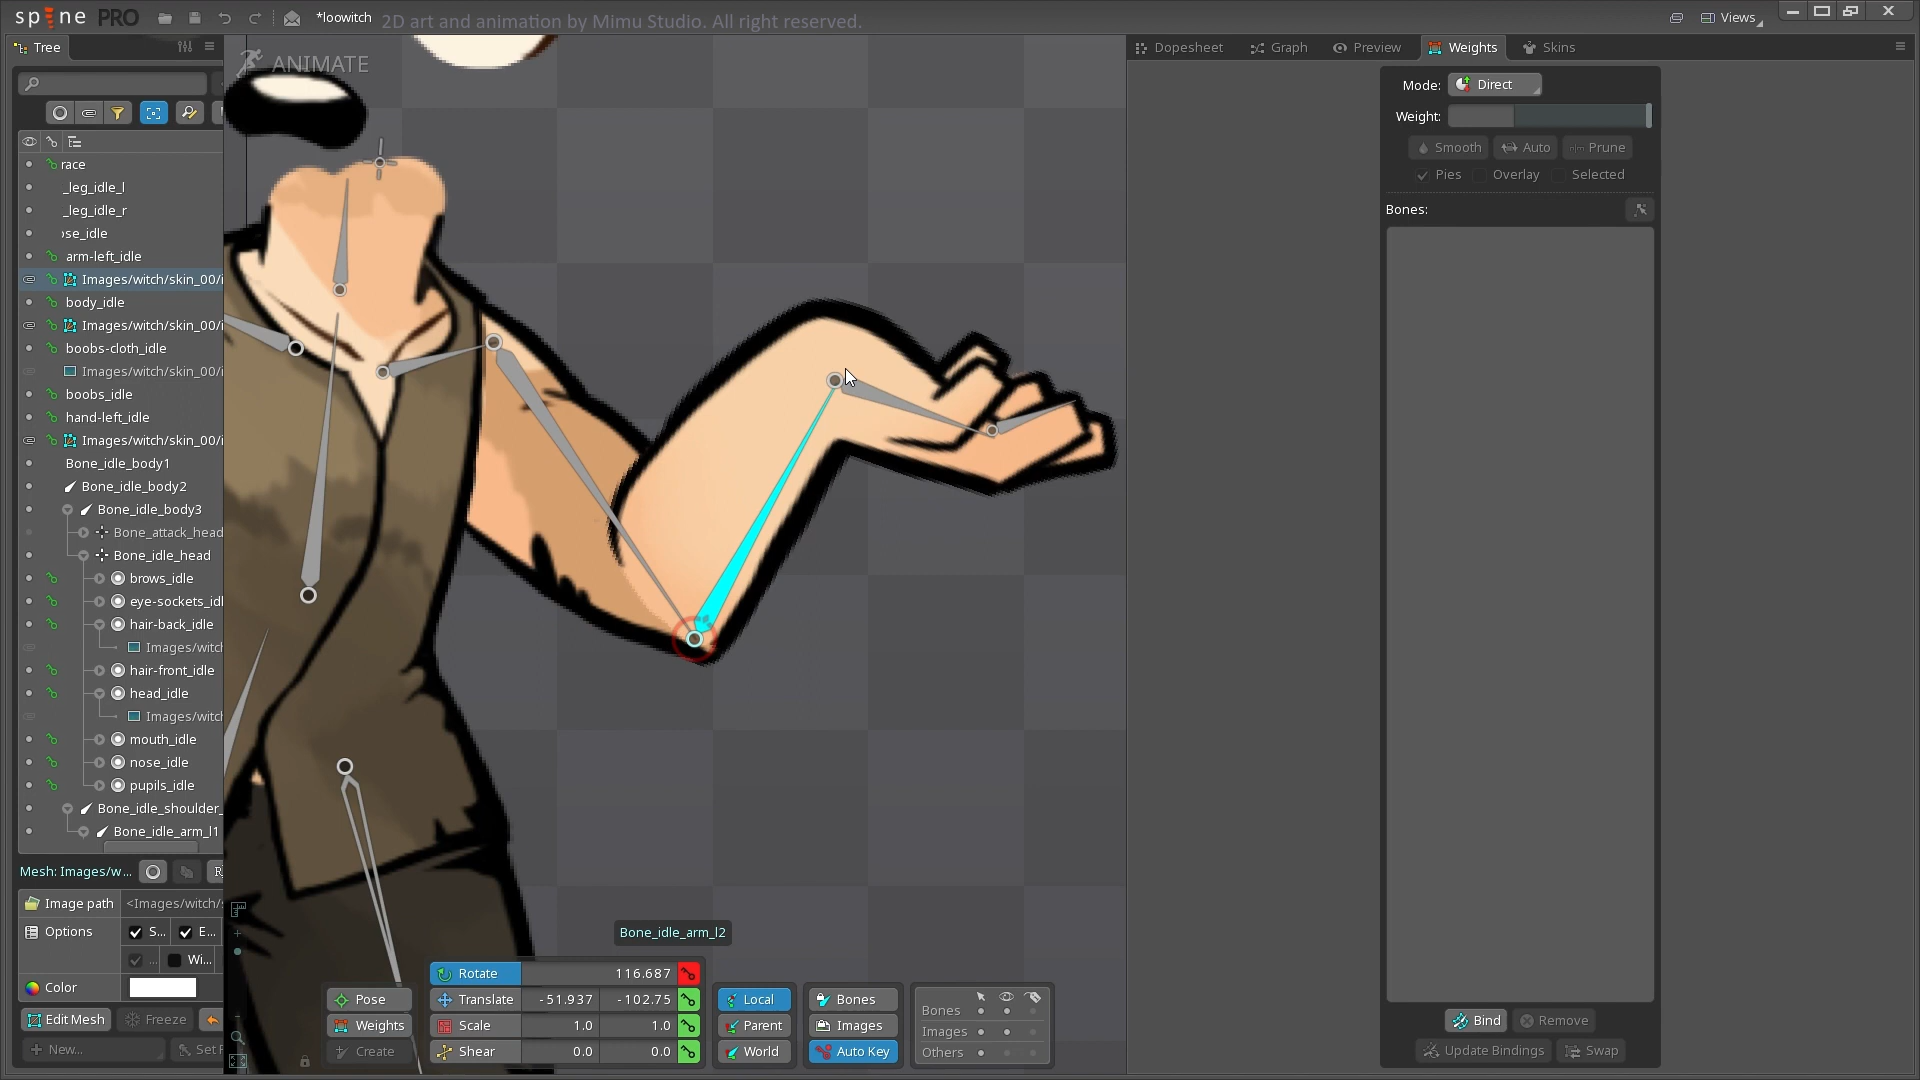 spine PRO
*loowitch
2D art and animation by Mimu Studio. All right reserved.
Views
Tree
ANIMATE
race
_leg_idle_l
_leg_idle_r
ose_idle
arm-left_idle
Images/witch/skin_00/i
body_idle
Images/witch/skin_00/i
boobs-cloth_idle
Images/witch/skin_00/i
boobs_idle
hand-left_idle
Images/witch/skin_00/i
Bone_idle_body1
Bone_idle_body2
Bone_idle_body3
Bone_attack_head
Bone_idle_head
brows_idle
eye-sockets_idl
hair-back_idle
Images/witch
hair-front_idle
head_idle
Images/witch
mouth_idle
nose_idle
pupils_idle
Bone_idle_shoulder_
Bone_idle_arm_l1
Mesh: Images/w...
Image path <Images/witch/s
Options S... E...
... Wi...
Color
Edit Mesh Freeze
New... Set
Bone_idle_arm_l2
Pose
Weights
Create
Rotate 116.687
Translate -51.937 -102.75
Scale 1.0 1.0
Shear 0.0 0.0
Local
Parent
World
Bones
Images
Auto Key
Bones
Images
Others
Dopesheet Graph Preview Weights Skins
Mode: Direct
Weight:
Smooth Auto Prune
Pies Overlay Selected
Bones:
Bind Remove
Update Bindings Swap